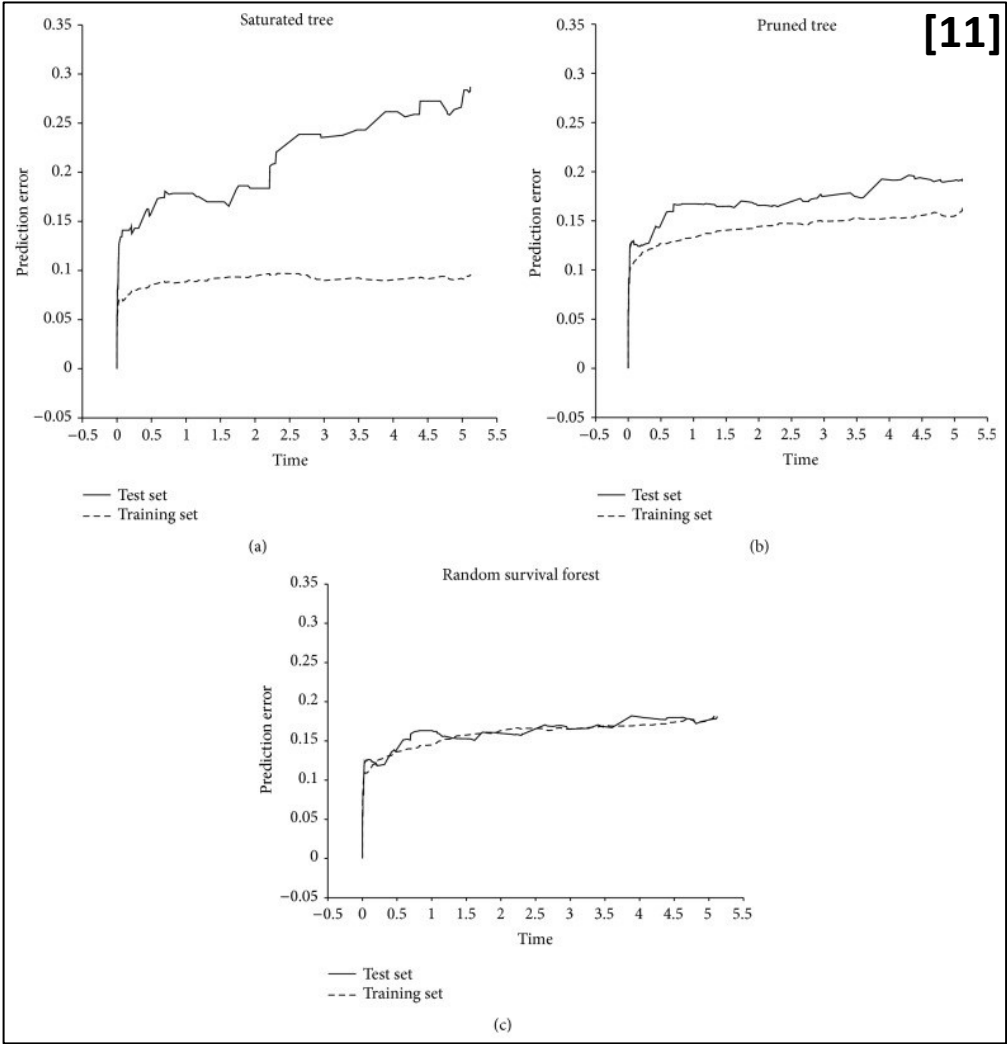 [11]
Saturated tree
0.35
0.3
0.25
0.2
0.15
0.1
0.05
0
−0.05
Prediction error
−0.5 0 0.5 1 1.5 2 2.5 3 3.5 4 4.5 5 5.5
Time
Test set
Training set
(a)
Pruned tree
0.35
0.3
0.25
0.2
0.15
0.1
0.05
0
−0.05
Prediction error
−0.5 0 0.5 1 1.5 2 2.5 3 3.5 4 4.5 5 5.5
Time
Test set
Training set
(b)
Random survival forest
0.35
0.3
0.25
0.2
0.15
0.1
0.05
0
−0.05
Prediction error
−0.5 0 0.5 1 1.5 2 2.5 3 3.5 4 4.5 5 5.5
Time
Test set
Training set
(c)